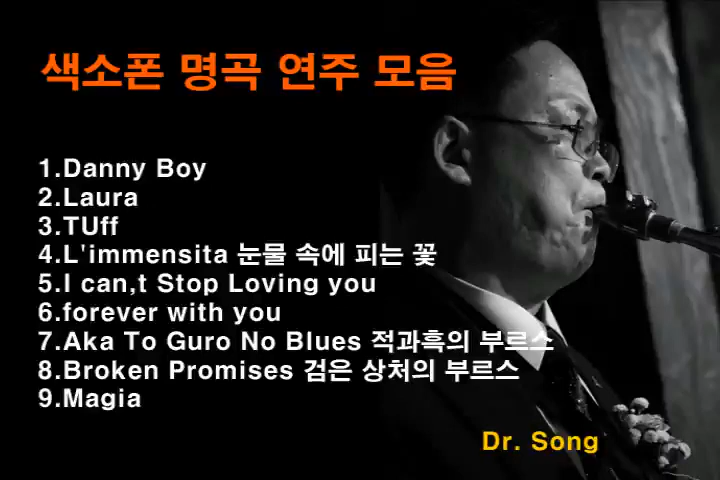 색소폰 명곡 연주 모음
1.Danny Boy
2.Laura
3.TUff
4.L'immensita 눈물 속에 피는 꽃
5.I can,t Stop Loving you
6.forever with you
7.Aka To Guro No Blues 적과흑의 부르스
8.Broken Promises 검은 상처의 부르스
9.Magia
Dr. Song